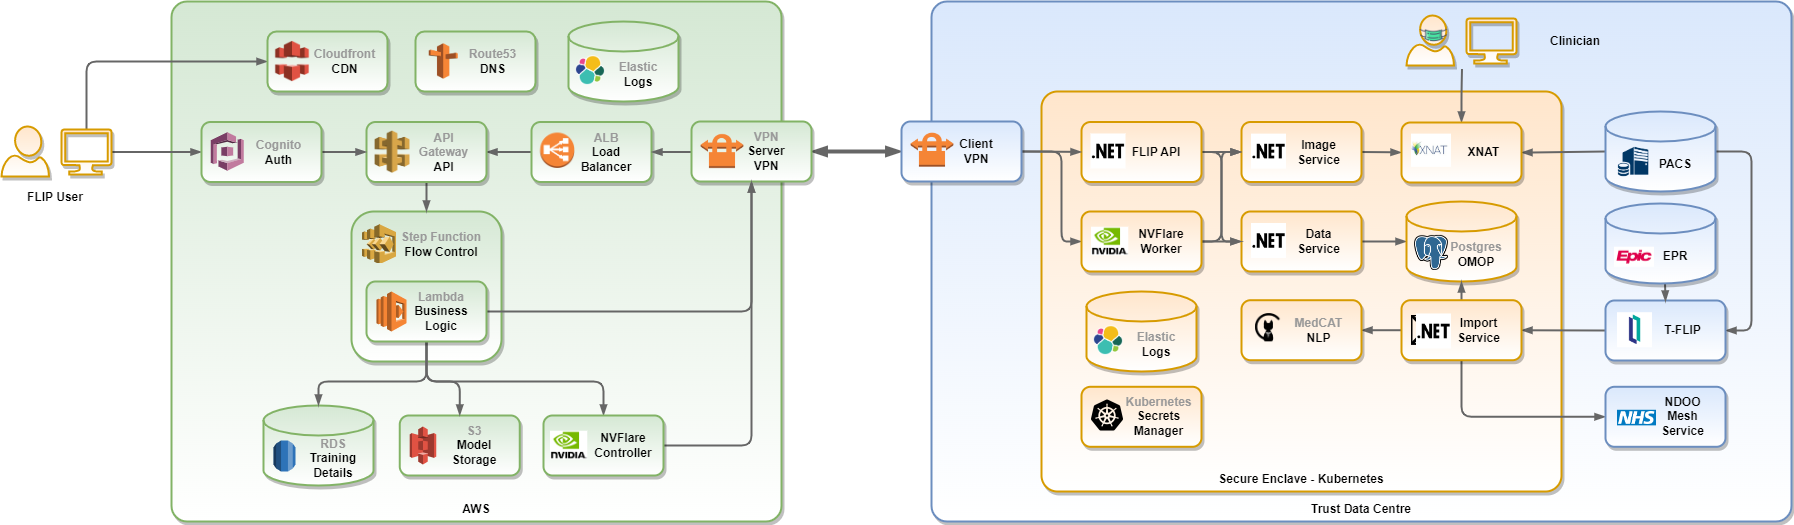 FLIP User
Cloudfront
CDN
Route53
DNS
Elastic
Logs
Cognito
Auth
API
Gateway
API
ALB
Load
Balancer
VPN
Server
VPN
Step Function
Flow Control
Lambda
Business
Logic
RDS
Training
Details
S3
Model
Storage
NVIDIA
NVFlare
Controller
AWS
Client
VPN
Clinician
.NET
FLIP API
.NET
Image
Service
XNAT
XNAT
PACS
NVIDIA
NVFlare
Worker
.NET
Data
Service
Postgres
OMOP
Epic
EPR
Elastic
Logs
MedCAT
NLP
.NET
Import
Service
T-FLIP
Kubernetes
Secrets
Manager
NHS
NDOO
Mesh
Service
Secure Enclave - Kubernetes
Trust Data Centre